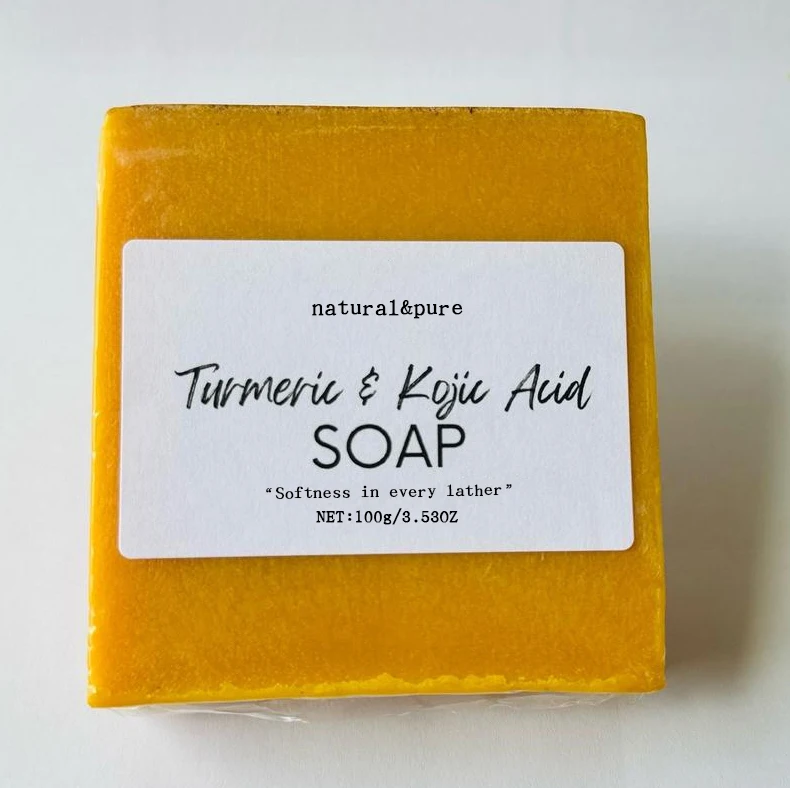 natural&pure
Turmeric & Kojic Acid
SOAP
“Softness in every lather”
NET:100g/3.53OZ